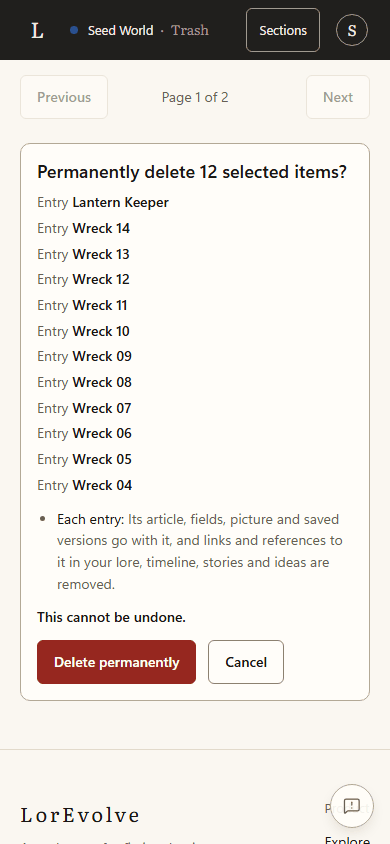 L Seed World · Trash Sections S
Previous Page 1 of 2 Next
Permanently delete 12 selected items?
Entry Lantern Keeper
Entry Wreck 14
Entry Wreck 13
Entry Wreck 12
Entry Wreck 11
Entry Wreck 10
Entry Wreck 09
Entry Wreck 08
Entry Wreck 07
Entry Wreck 06
Entry Wreck 05
Entry Wreck 04
• Each entry: Its article, fields, picture and saved
versions go with it, and links and references to
it in your lore, timeline, stories and ideas are
removed.
This cannot be undone.
Delete permanently Cancel
LorEvolve
Explore